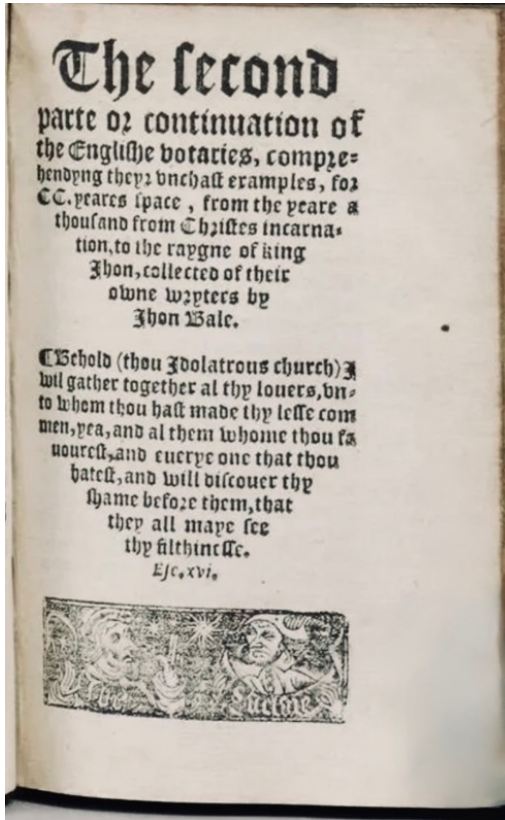 The second
parte or continuation of
the Englishe votaries, compre=
hendyng theyr vnchast examples, for
CC. yeares space, from the yeare a
thousand from Christes incarna=
tion, to the raygne of king
Jhon, collected of their
owne wryters by
Jhon Bale.
Behold (thou Idolatrous church) I
wil gather together al thy louers, vn=
to whom thou hast made thy selfe com
men, yea, and al them whome thou fa
uourest, and euerye one that thou
hatest, and will discouer thy
shame before them, that
they all maye see
thy filthinesse.
Eze. xvi.